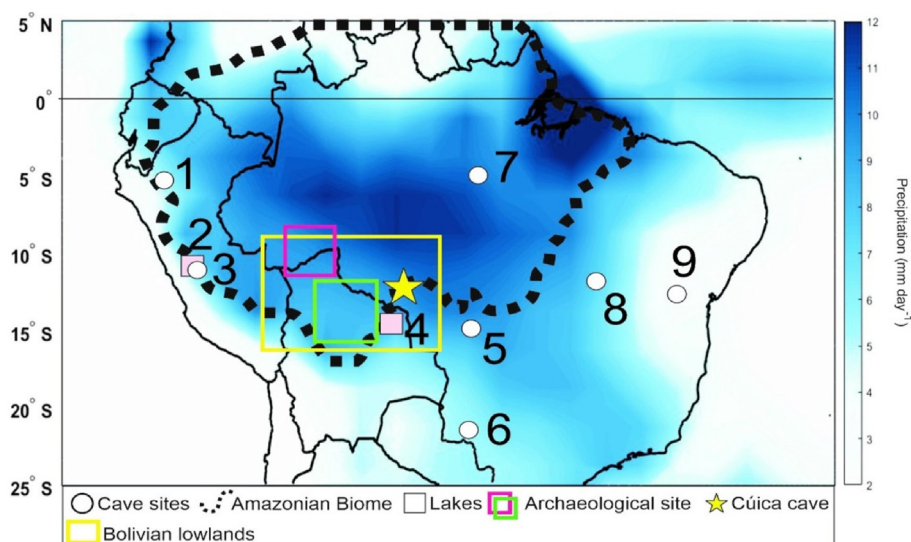 5° N
0°
5° S
10° S
15° S
20° S
25° S
1
2
3
4
5
6
7
8
9
12
11
10
9
8
7
6
5
4
3
2
Precipitation (mm day⁻¹)
Cave sites Amazonian Biome Lakes Archaeological site Cúica cave
Bolivian lowlands